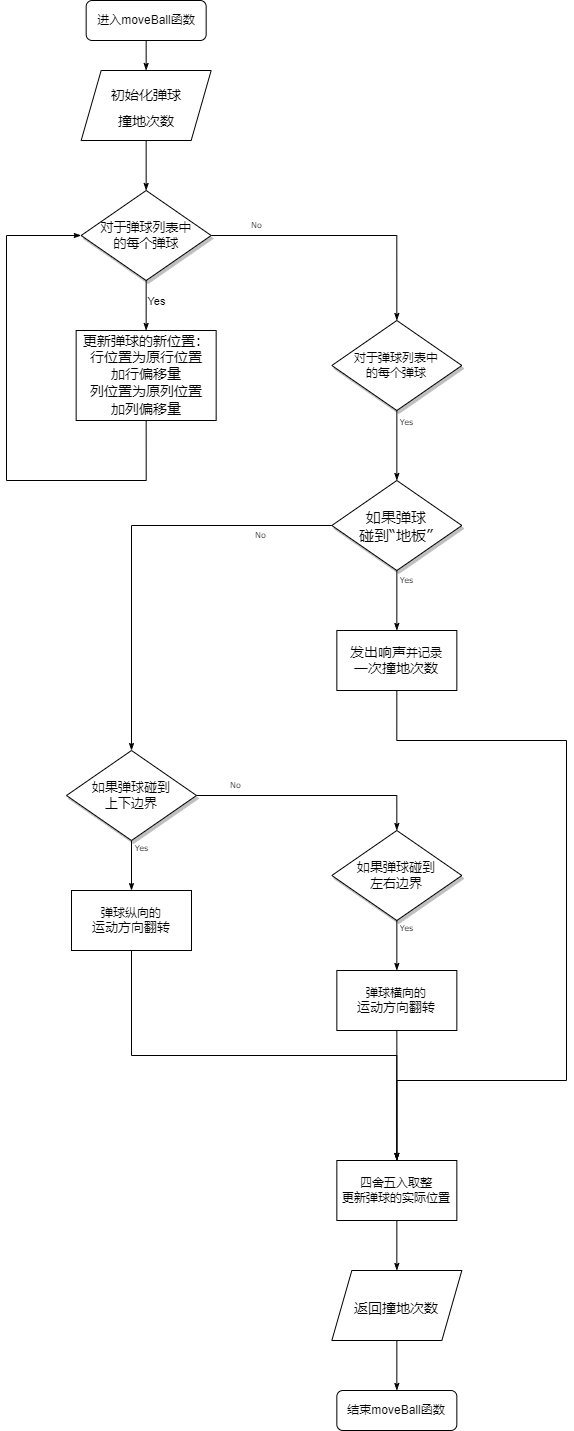 进入moveBall函数
初始化弹球
撞地次数
对于弹球列表中
的每个弹球
No
Yes
更新弹球的新位置：
行位置为原行位置
加行偏移量
列位置为原列位置
加列偏移量
对于弹球列表中
的每个弹球
Yes
如果弹球
碰到“地板”
No
Yes
发出响声并记录
一次撞地次数
如果弹球碰到
上下边界
No
Yes
如果弹球碰到
左右边界
Yes
弹球纵向的
运动方向翻转
弹球横向的
运动方向翻转
四舍五入取整
更新弹球的实际位置
返回撞地次数
结束moveBall函数